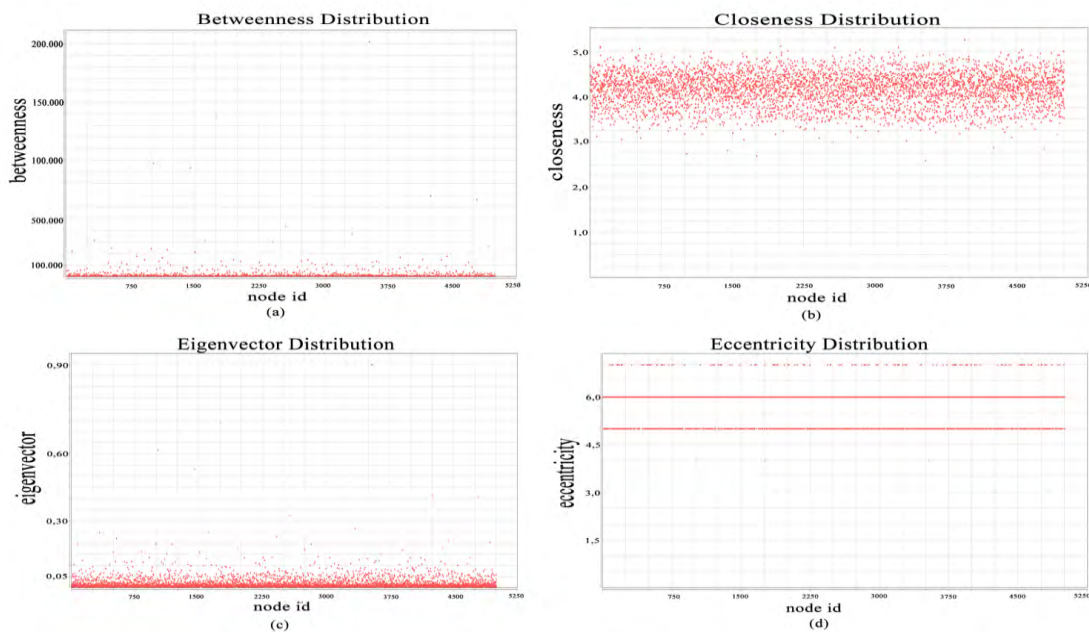 Betweenness Distribution
betweenness
200.000
150.000
100.000
500.000
100.000
750 1500 2250 3000 3750 4500 5250
node id
(a)
Closeness Distribution
closeness
5,0
4,0
3,0
2,0
1,0
750 1500 2250 3000 3750 4500 5250
node id
(b)
Eigenvector Distribution
eigenvector
0,90
0,60
0,30
0,05
750 1500 2250 3000 3750 4500 5250
node id
(c)
Eccentricity Distribution
eccentricity
6,0
4,5
3,0
1,5
750 1500 2250 3000 3750 4500 5250
node id
(d)